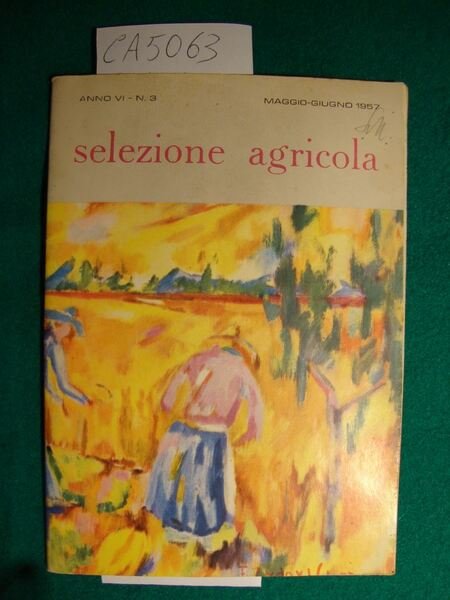 CA5063
ANNO VI - N. 3 MAGGIO-GIUGNO 1957
selezione agricola